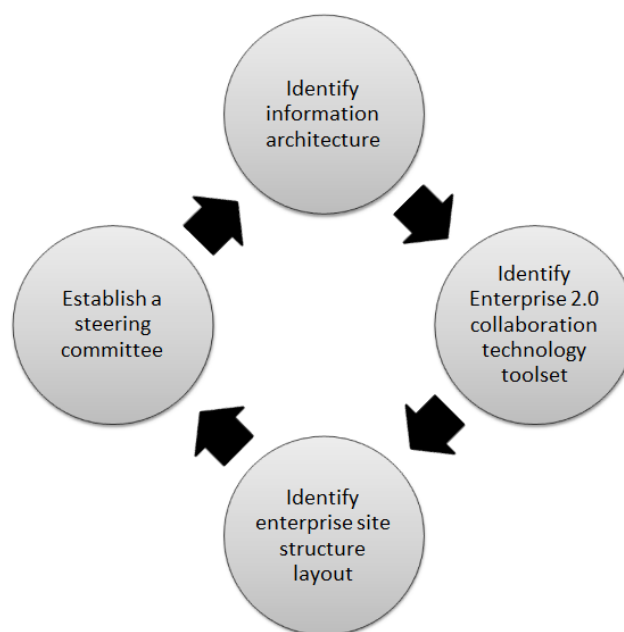 Identify
information
architecture
Identify
Enterprise 2.0
collaboration
technology
toolset
Identify
enterprise site
structure
layout
Establish a
steering
committee